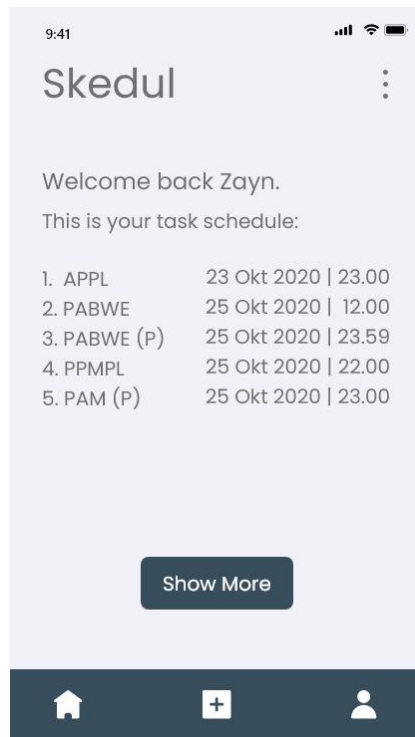 9:41
Skedul
Welcome back Zayn.
This is your task schedule:
1. APPL 23 Okt 2020 | 23.00
2. PABWE 25 Okt 2020 | 12.00
3. PABWE (P) 25 Okt 2020 | 23.59
4. PPMPL 25 Okt 2020 | 22.00
5. PAM (P) 25 Okt 2020 | 23.00
Show More